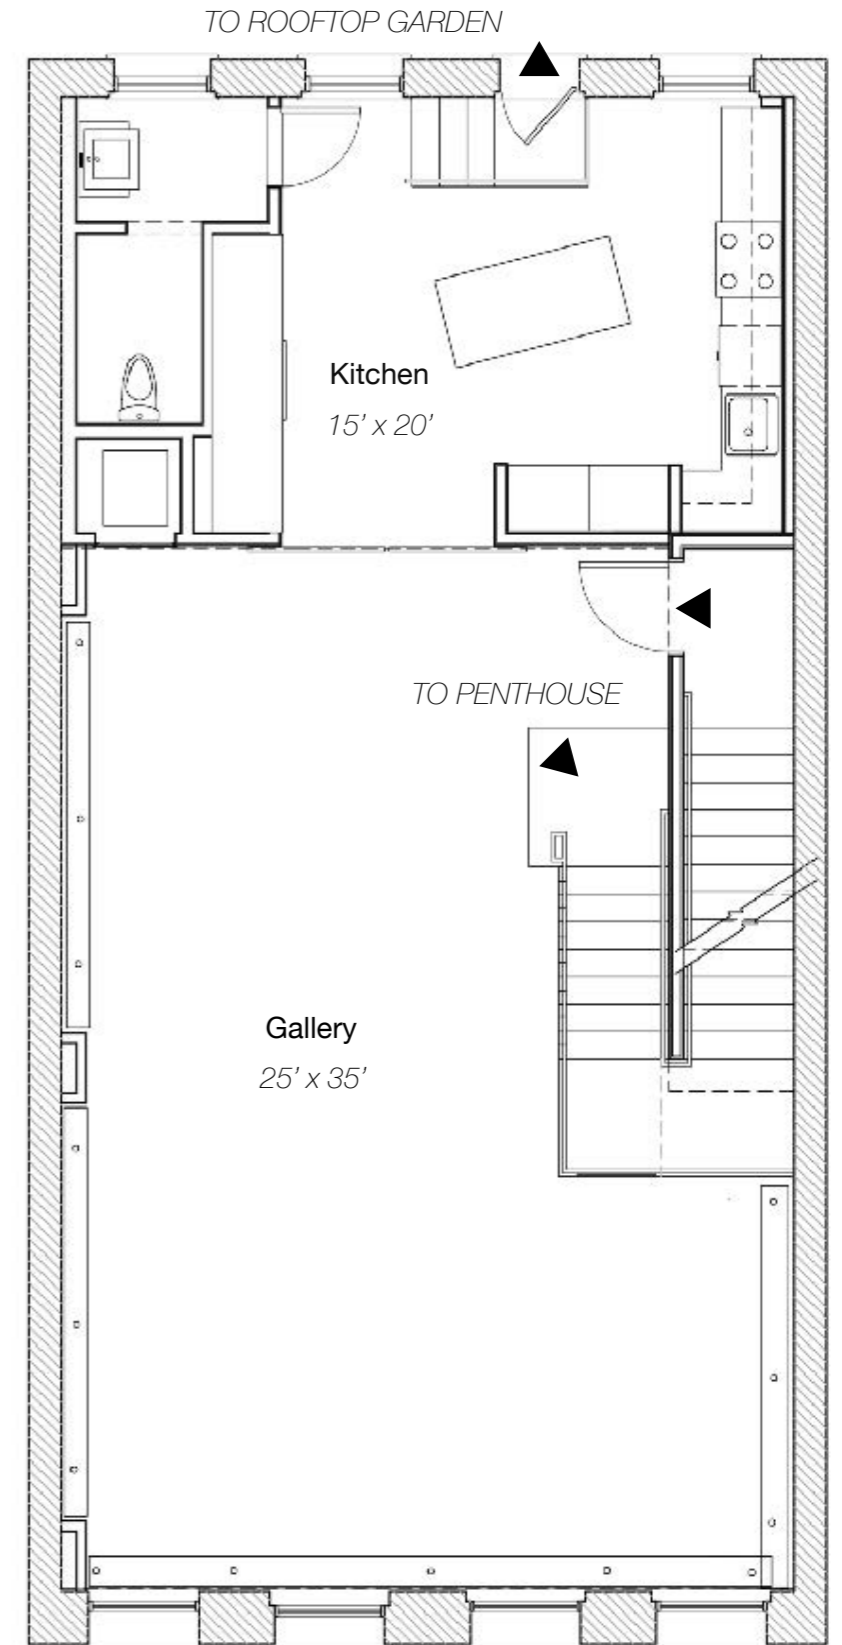 TO ROOFTOP GARDEN
Kitchen
15’ x 20’
TO PENTHOUSE
Gallery
25’ x 35’